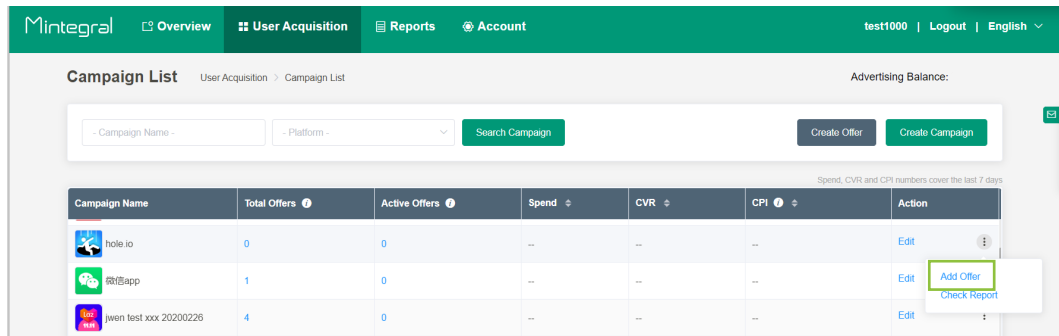 Mintegral Overview User Acquisition Reports Account test1000 | Logout | English
Campaign List User Acquisition > Campaign List Advertising Balance:
- Campaign Name - - Platform - Search Campaign Create Offer Create Campaign
Spend, CVR and CPI numbers cover the last 7 days
Campaign Name Total Offers Active Offers Spend CVR CPI Action
hole.io 0 0 -- -- -- Edit
Add Offer
微信app 1 0 -- -- -- Edit
Check Report
jwen test xxx 20200226 4 0 -- -- -- Edit